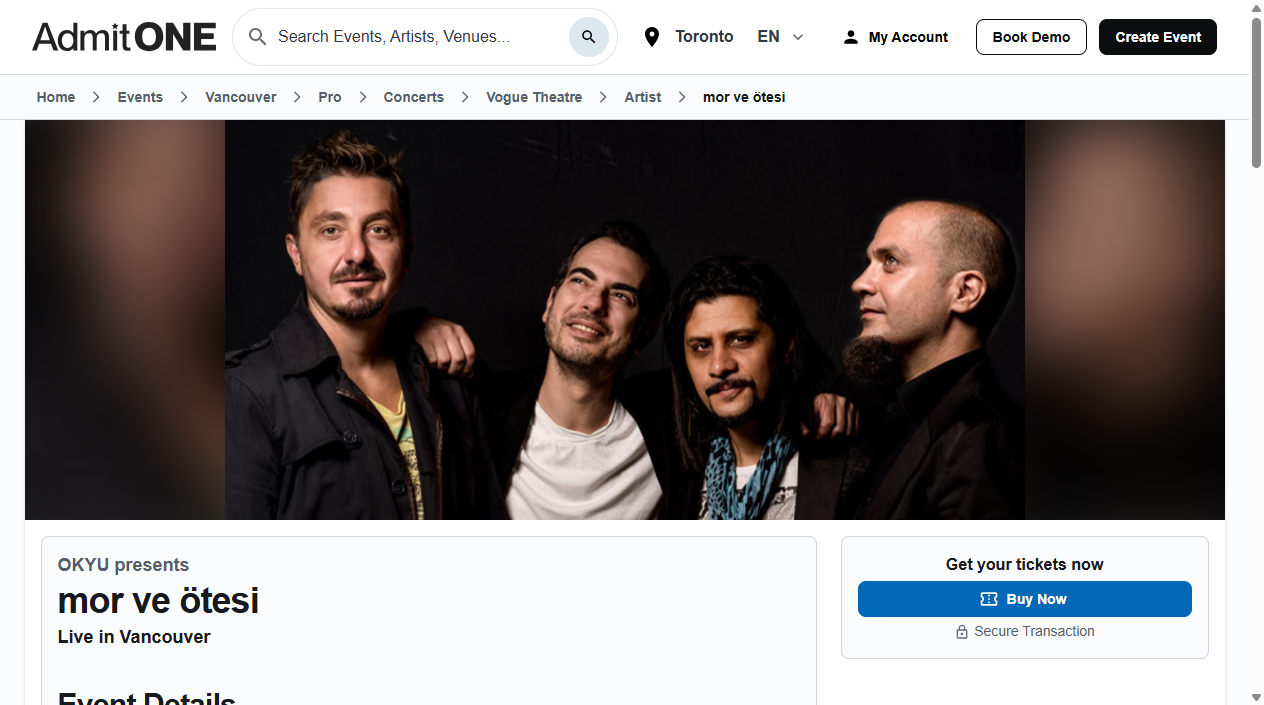 AdmitONE
Search Events, Artists, Venues...
Toronto
EN
My Account
Book Demo
Create Event
Home
Events
Vancouver
Pro
Concerts
Vogue Theatre
Artist
mor ve ötesi
OKYU presents
mor ve ötesi
Live in Vancouver
Event Details
Get your tickets now
Buy Now
Secure Transaction